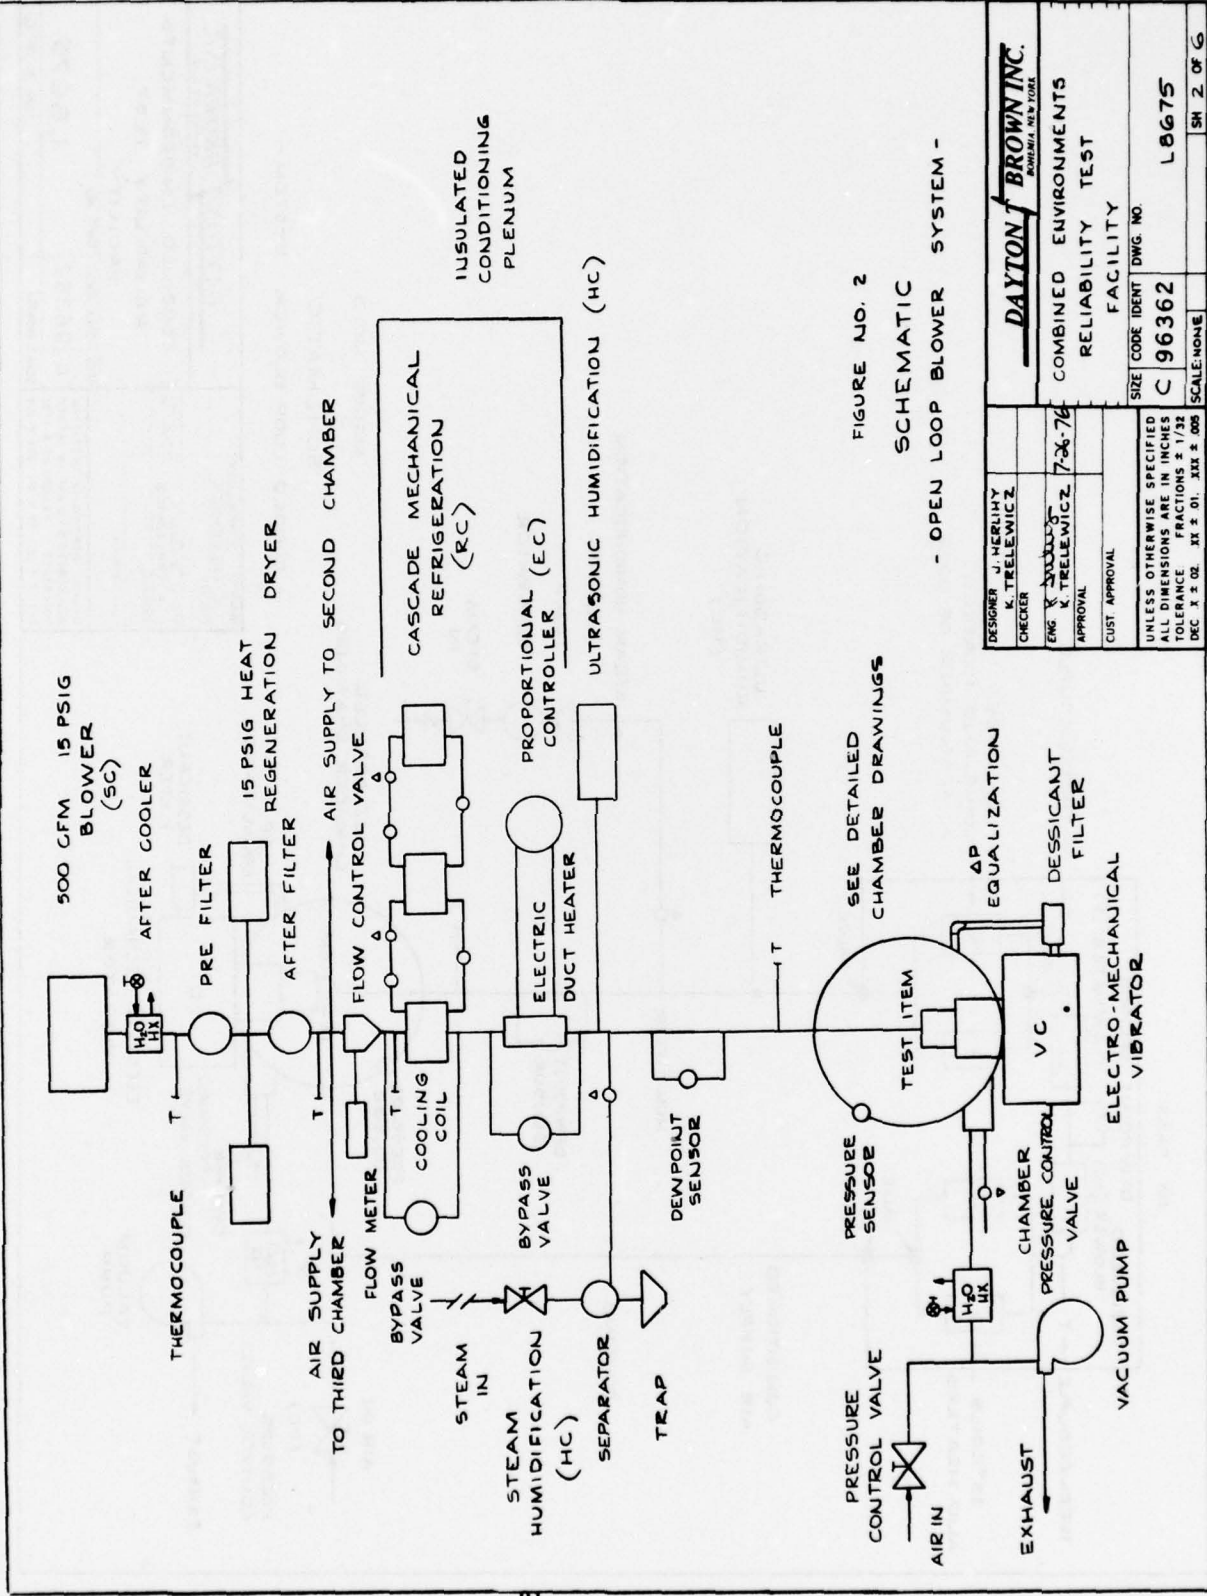 500 CFM 15 PSIG
BLOWER
(SC)
AFTER COOLER
H2O
HX
T
THERMOCOUPLE
PRE FILTER
15 PSIG HEAT
REGENERATION DRYER
AFTER FILTER
T
AIR SUPPLY TO SECOND CHAMBER
AIR SUPPLY
TO THIRD CHAMBER
FLOW CONTROL VALVE
FLOW METER
T
BYPASS
VALVE
COOLING
COIL
CASCADE MECHANICAL
REFRIGERATION
(RC)
INSULATED
CONDITIONING
PLENUM
PROPORTIONAL (EC)
CONTROLLER
ELECTRIC
DUCT HEATER
BYPASS
VALVE
ULTRASONIC HUMIDIFICATION (HC)
STEAM
IN
STEAM
HUMIDIFICATION
(HC)
SEPARATOR
TRAP
DEWPOINT
SENSOR
T THERMOCOUPLE
SEE DETAILED
CHAMBER DRAWINGS
PRESSURE
SENSOR
TEST ITEM
ΔP
EQUALIZATION
DESSICANT
FILTER
VC
ELECTRO-MECHANICAL
VIBRATOR
CHAMBER
PRESSURE CONTROL
VALVE
H2O
HX
PRESSURE
CONTROL VALVE
AIR IN
EXHAUST
VACUUM PUMP
FIGURE NO. 2
SCHEMATIC
- OPEN LOOP BLOWER SYSTEM -
DESIGNER J. HERLIHY
K. TRELEWICZ
CHECKER
ENG R
K. TRELEWICZ 7-26-76
APPROVAL
CUST. APPROVAL
UNLESS OTHERWISE SPECIFIED
ALL DIMENSIONS ARE IN INCHES
TOLERANCE FRACTIONS ± 1/32
DEC .X ± 02 .XX ± .01. .XXX ± .005
DAYTON T BROWN INC.
BOHEMIA, NEW YORK
COMBINED ENVIRONMENTS
RELIABILITY TEST
FACILITY
SIZE CODE IDENT DWG. NO.
C 96362 L8675
SCALE: NONE SH 2 OF 6